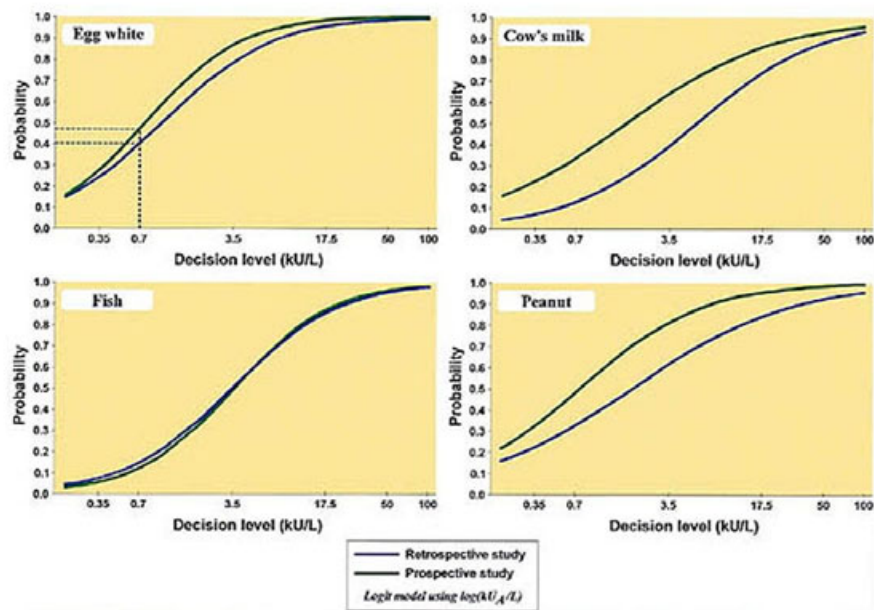 Egg white
Probability
1.0
0.9
0.8
0.7
0.6
0.5
0.4
0.3
0.2
0.1
0.0
0.35 0.7 3.5 17.5 50 100
Decision level (kU/L)
Cow's milk
Probability
1.0
0.9
0.8
0.7
0.6
0.5
0.4
0.3
0.2
0.1
0.0
0.35 0.7 3.5 17.5 50 100
Decision level (kU/L)
Fish
Probability
1.0
0.9
0.8
0.7
0.6
0.5
0.4
0.3
0.2
0.1
0.0
0.35 0.7 3.5 17.5 50 100
Decision level (kU/L)
Peanut
Probability
1.0
0.9
0.8
0.7
0.6
0.5
0.4
0.3
0.2
0.1
0.0
0.35 0.7 3.5 17.5 50 100
Decision level (kU/L)
Retrospective study
Prospective study
Logit model using log(kU_A/L)